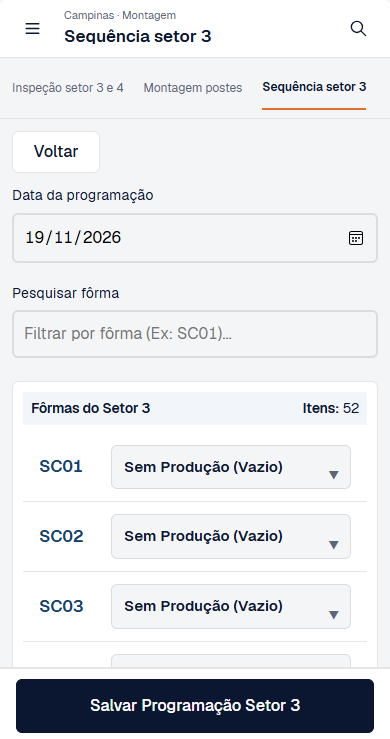 Campinas · Montagem
Sequência setor 3
Inspeção setor 3 e 4
Montagem postes
Sequência setor 3
Voltar
Data da programação
19/11/2026
Pesquisar fôrma
Filtrar por fôrma (Ex: SC01)...
Fôrmas do Setor 3
Itens: 52
SC01
Sem Produção (Vazio)
SC02
Sem Produção (Vazio)
SC03
Sem Produção (Vazio)
Salvar Programação Setor 3